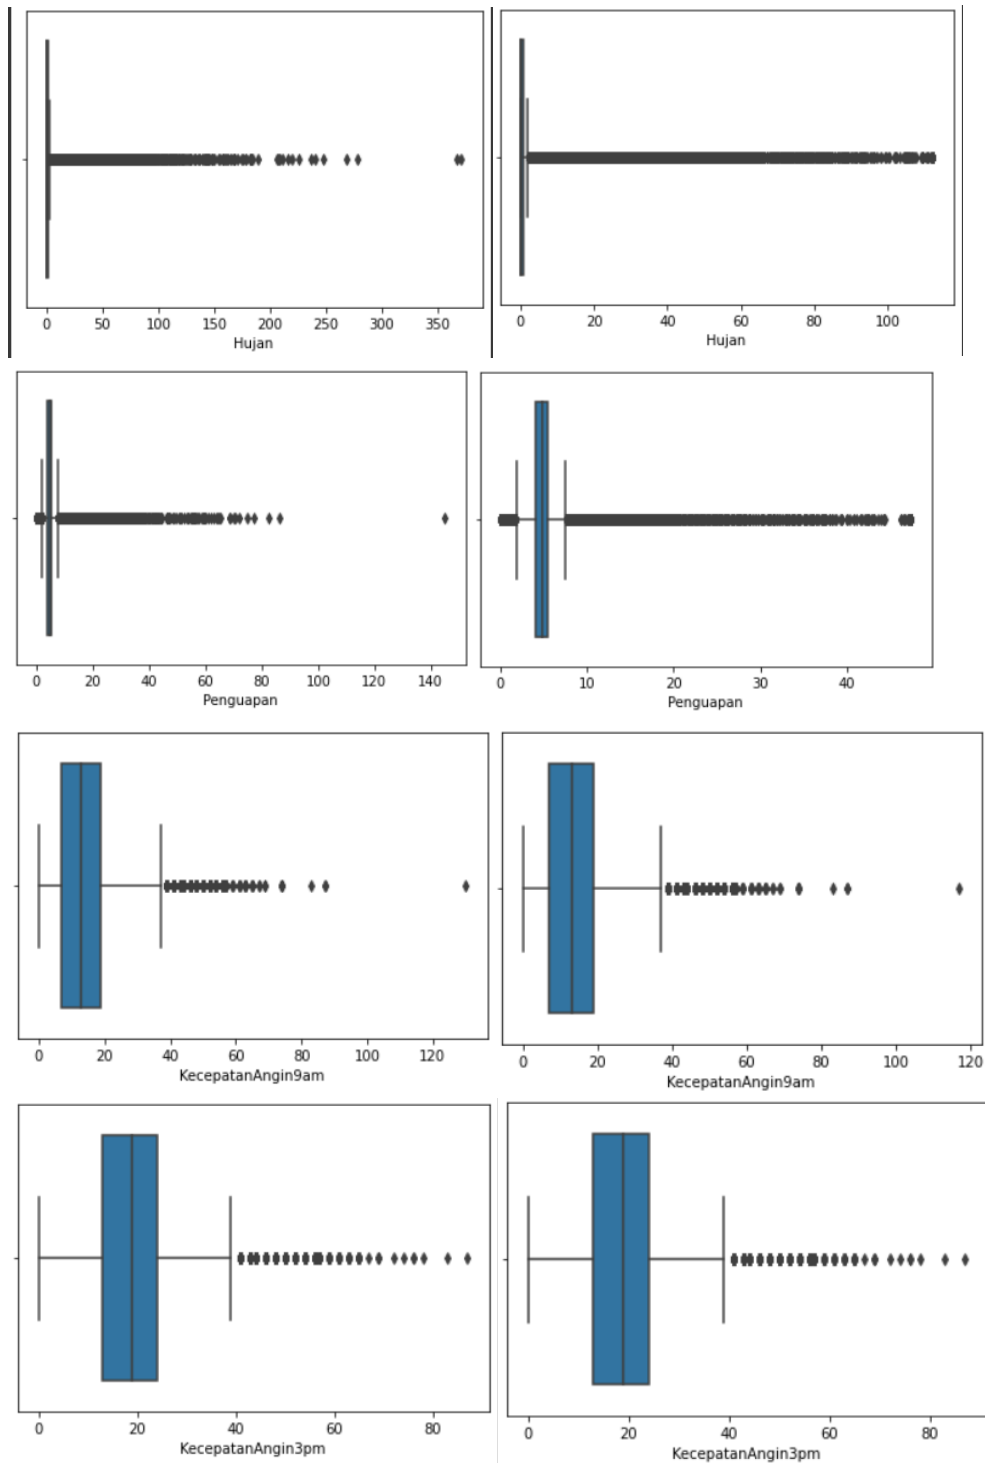 0 50 100 150 200 250 300 350
Hujan
0 20 40 60 80 100
Hujan
0 20 40 60 80 100 120 140
Penguapan
0 10 20 30 40
Penguapan
0 20 40 60 80 100 120
KecepatanAngin9am
0 20 40 60 80 100 120
KecepatanAngin9am
0 20 40 60 80
KecepatanAngin3pm
0 20 40 60 80
KecepatanAngin3pm